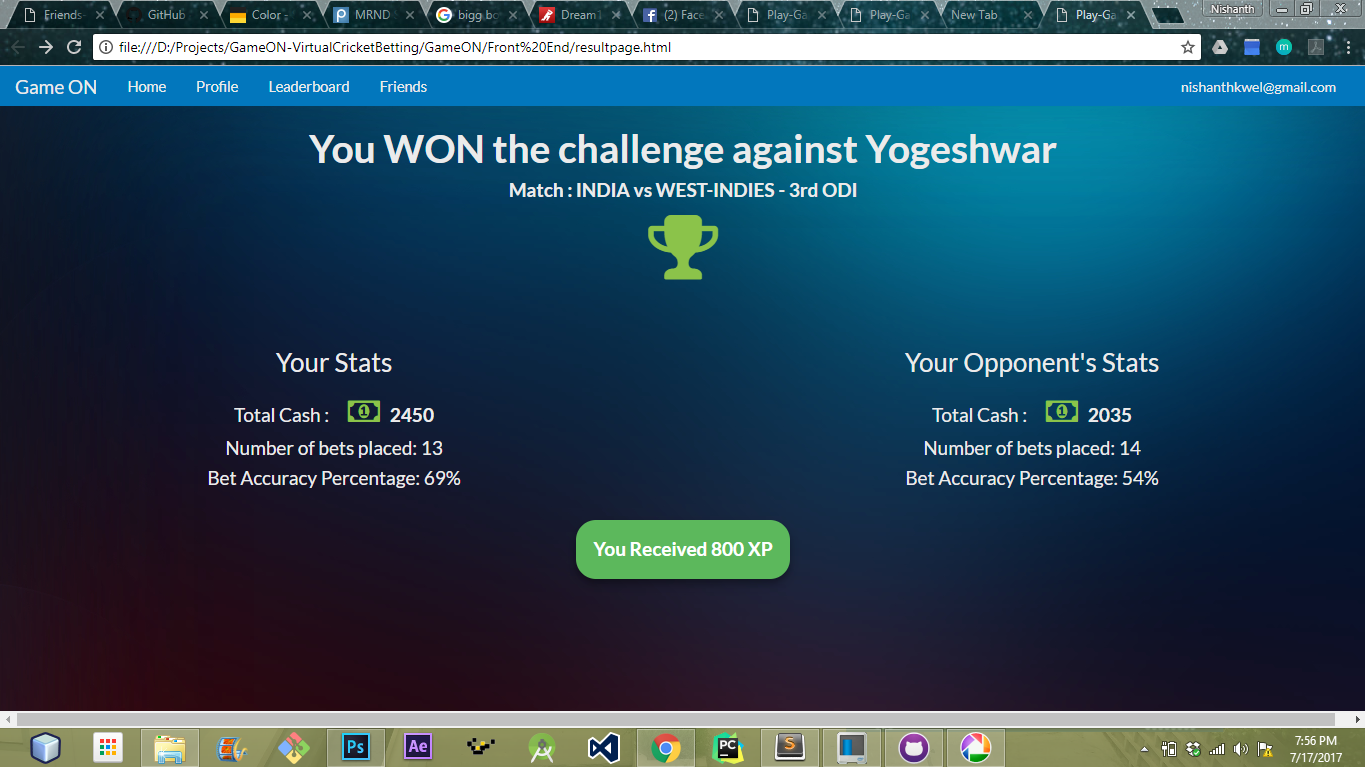 Friends GitHub Color - MRND bigg bo Dream1 (2) Face Play-Ga Play-Ga New Tab Play-Ga Nishanth
file:///D:/Projects/GameON-VirtualCricketBetting/GameON/Front%20End/resultpage.html
Game ON Home Profile Leaderboard Friends nishanthkwel@gmail.com
You WON the challenge against Yogeshwar
Match : INDIA vs WEST-INDIES - 3rd ODI
Your Stats
Total Cash : 1 2450
Number of bets placed: 13
Bet Accuracy Percentage: 69%
Your Opponent's Stats
Total Cash : 1 2035
Number of bets placed: 14
Bet Accuracy Percentage: 54%
You Received 800 XP
Ps Ae PC S
7:56 PM
7/17/2017